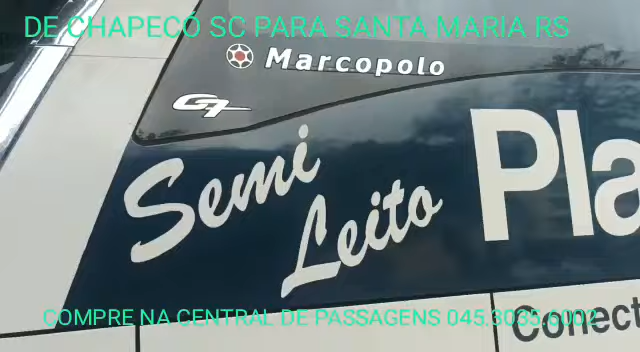 DE CHAPECÓ SC PARA SANTA MARIA RS
Marcopolo
G7
Semi
Leito
Pla
COMPRE NA CENTRAL DE PASSAGENS 045.3035.6002
Conect